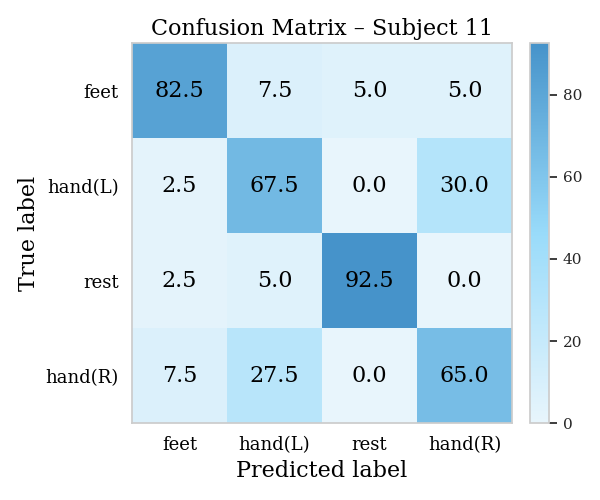 Confusion Matrix – Subject 11
feet 82.5 7.5 5.0 5.0
hand(L) 2.5 67.5 0.0 30.0
rest 2.5 5.0 92.5 0.0
hand(R) 7.5 27.5 0.0 65.0
feet hand(L) rest hand(R)
Predicted label
True label
80
60
40
20
0